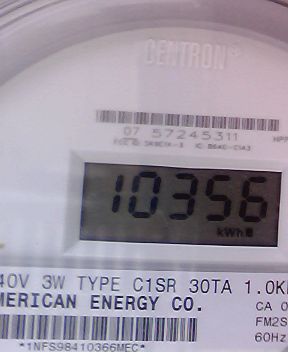 CENTRON®
07 57245311
10356
kWh
40V 3W TYPE C1SR 30TA 1.0K
MERICAN ENERGY CO.
CA 0
FM2S
60Hz
*1NFS98410366MEC*